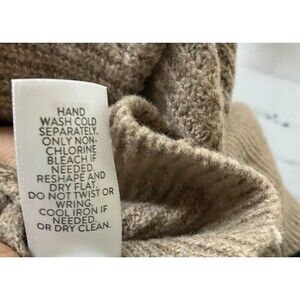 HAND
WASH COLD
SEPARATELY.
ONLY NON-
CHLORINE
BLEACH IF
NEEDED.
RESHAPE AND
DRY FLAT.
DO NOT TWIST OR
WRING.
COOL IRON IF
NEEDED.
OR DRY CLEAN.